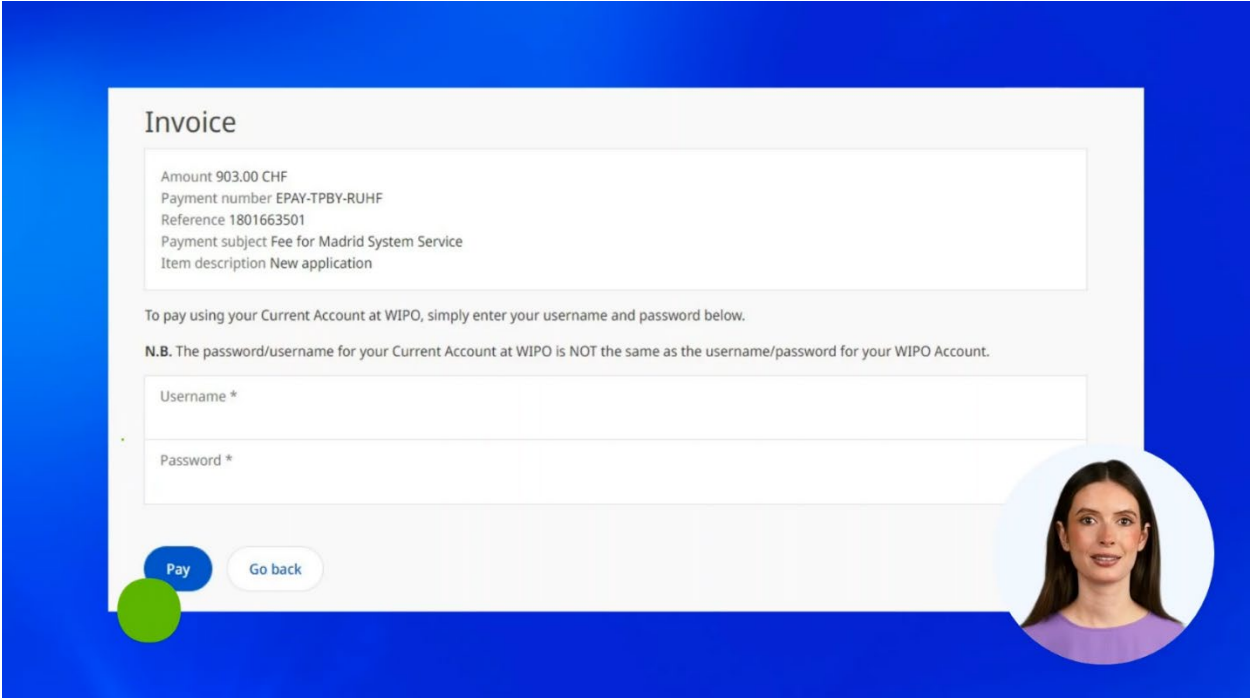 Invoice
Amount 903.00 CHF
Payment number EPAY-TPBY-RUHF
Reference 1801663501
Payment subject Fee for Madrid System Service
Item description New application
To pay using your Current Account at WIPO, simply enter your username and password below.
N.B. The password/username for your Current Account at WIPO is NOT the same as the username/password for your WIPO Account.
Username *
Password *
Pay
Go back